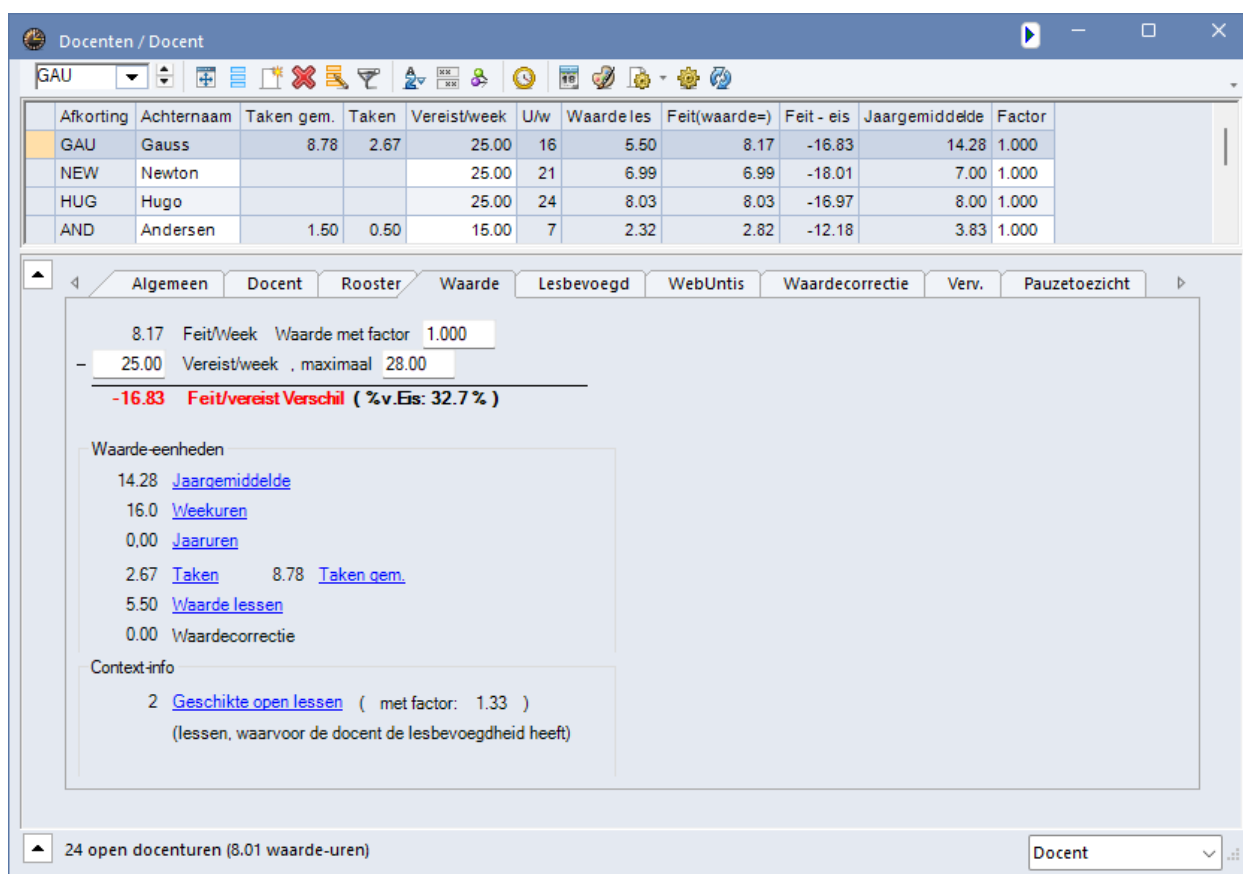 Docenten / Docent
GAU
Afkorting Achternaam Taken gem. Taken Vereist/week U/w Waarde les Feit(waarde=) Feit - eis Jaargemiddelde Factor
GAU Gauss 8.78 2.67 25.00 16 5.50 8.17 -16.83 14.28 1.000
NEW Newton 25.00 21 6.99 6.99 -18.01 7.00 1.000
HUG Hugo 25.00 24 8.03 8.03 -16.97 8.00 1.000
AND Andersen 1.50 0.50 15.00 7 2.32 2.82 -12.18 3.83 1.000
Algemeen Docent Rooster Waarde Lesbevoegd WebUntis Waardecorrectie Verv. Pauzetoezicht
8.17 Feit/Week Waarde met factor 1.000
– 25.00 Vereist/week , maximaal 28.00
-16.83 Feit/vereist Verschil ( %v.Eis: 32.7 % )
Waarde-eenheden
14.28 Jaargemiddelde
16.0 Weekuren
0,00 Jaaruren
2.67 Taken 8.78 Taken gem.
5.50 Waarde lessen
0.00 Waardecorrectie
Context-info
2 Geschikte open lessen ( met factor: 1.33 )
(lessen, waarvoor de docent de lesbevoegdheid heeft)
24 open docenturen (8.01 waarde-uren) Docent